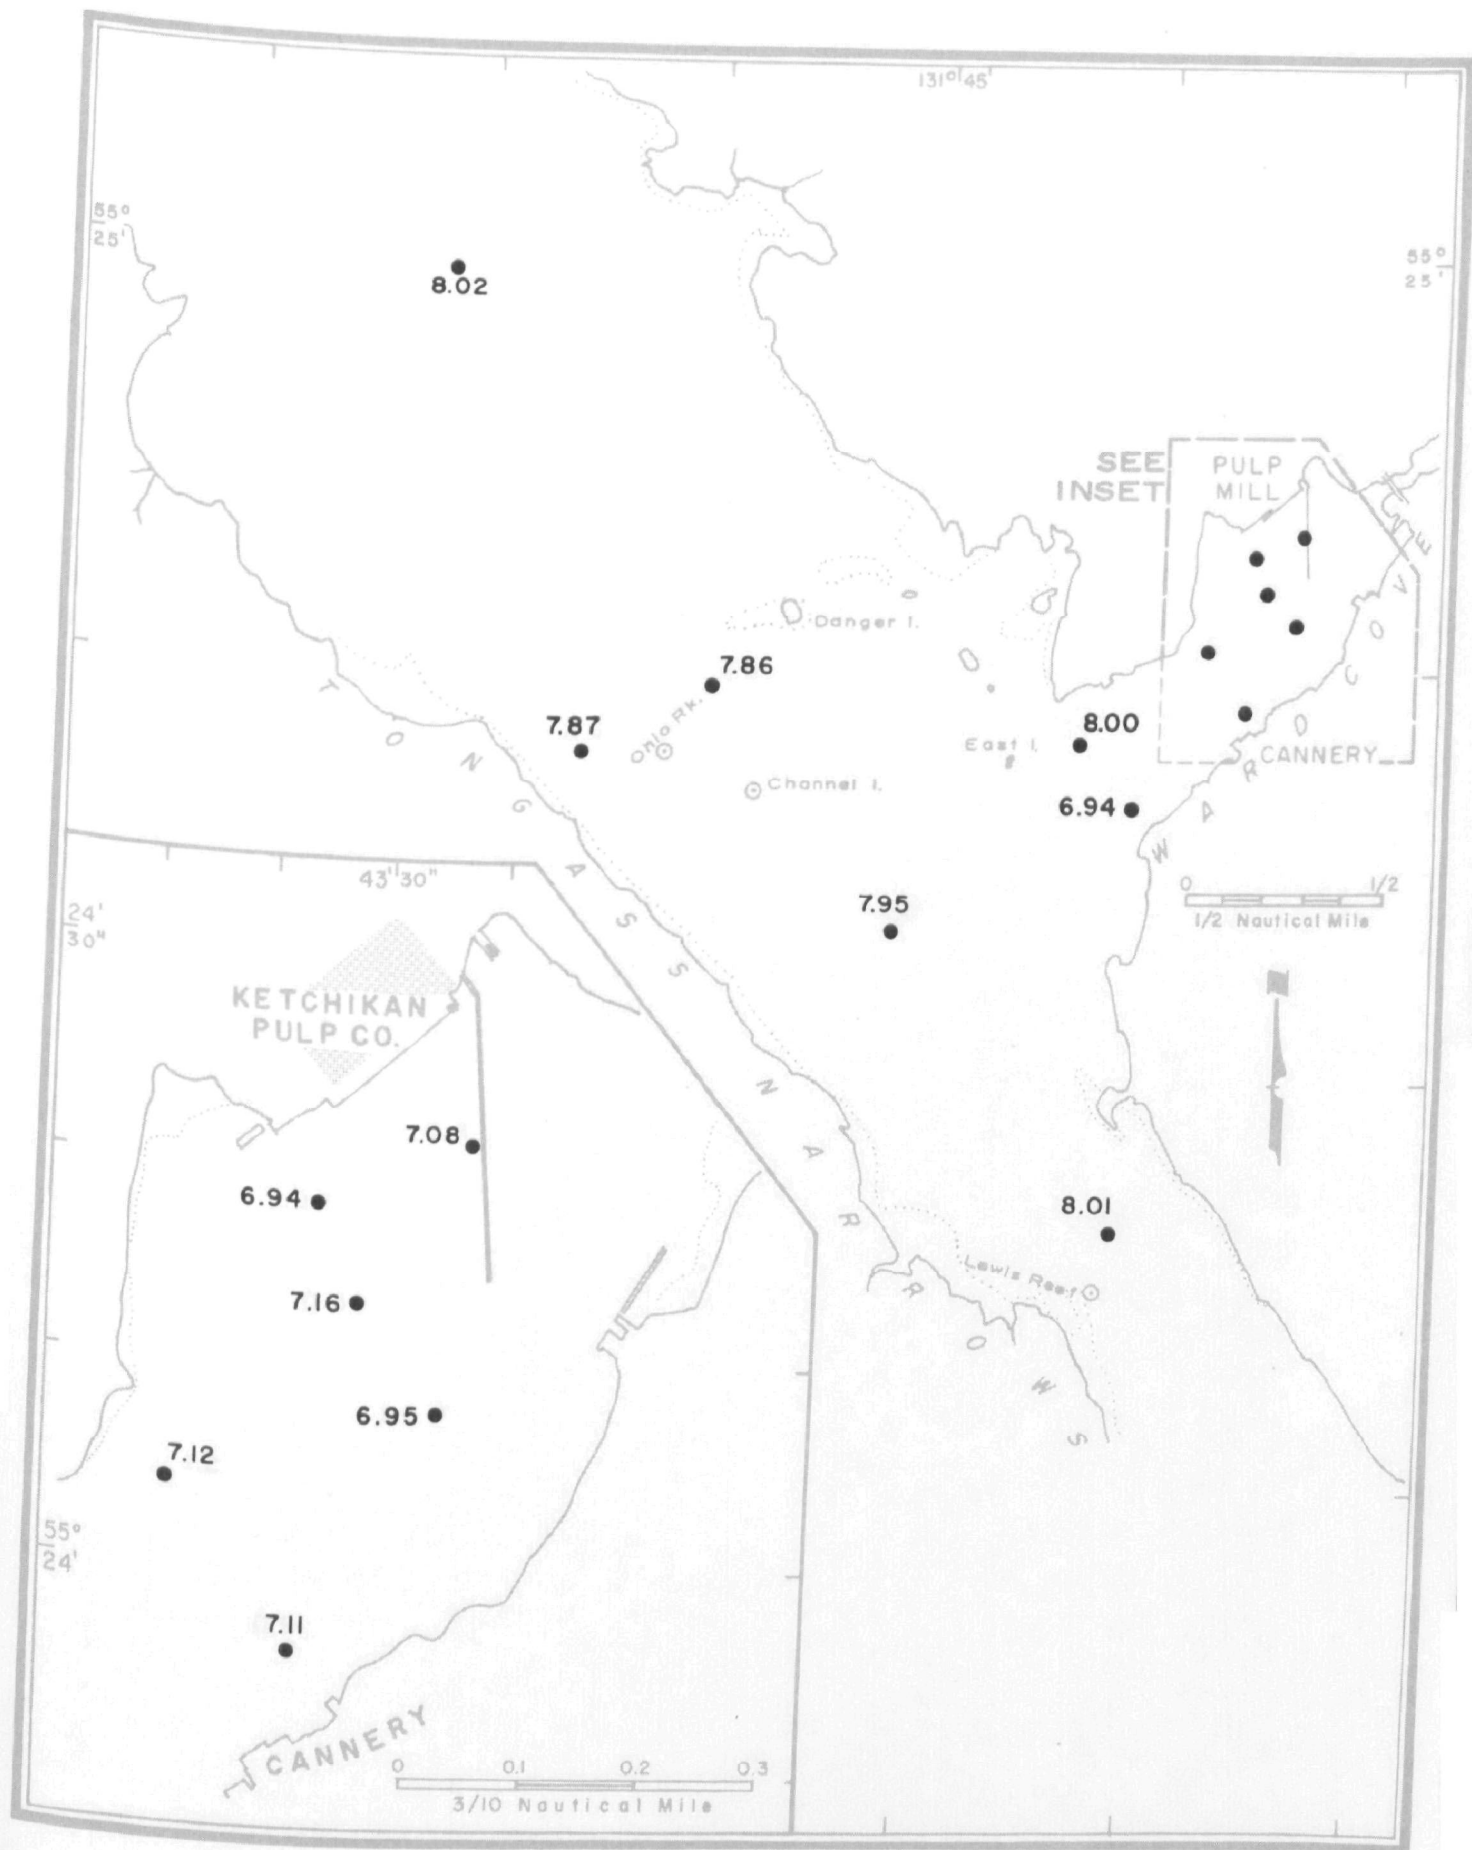 131° 45'
55°
25'
55°
25'
8.02
SEE
INSET
PULP
MILL
Danger I.
7.86
7.87
Ohio Rk.
8.00
East I.
Channel I.
CANNERY
6.94
WARD COVE
TONGASS NARROWS
7.95
0 1/2
1/2 Nautical Mile
N
8.01
Lewis Reef
43' 30"
24'
30"
KETCHIKAN
PULP CO.
7.08
6.94
7.16
6.95
7.12
55°
24'
7.11
CANNERY
0 0.1 0.2 0.3
3/10 Nautical Mile